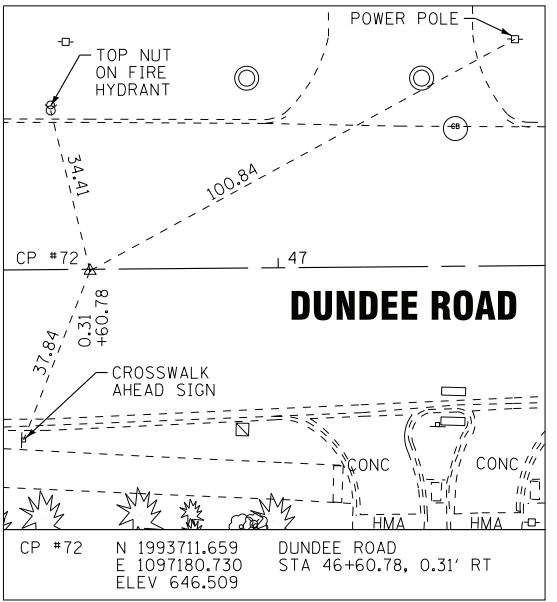 POWER POLE
TOP NUT
ON FIRE
HYDRANT
CB
34.41
100.84
CP #72
47
0.31
+60.78
DUNDEE ROAD
37.84
CROSSWALK
AHEAD SIGN
CONC
CONC
HMA
HMA
CP #72 N 1993711.659 DUNDEE ROAD
E 1097180.730 STA 46+60.78, 0.31' RT
ELEV 646.509